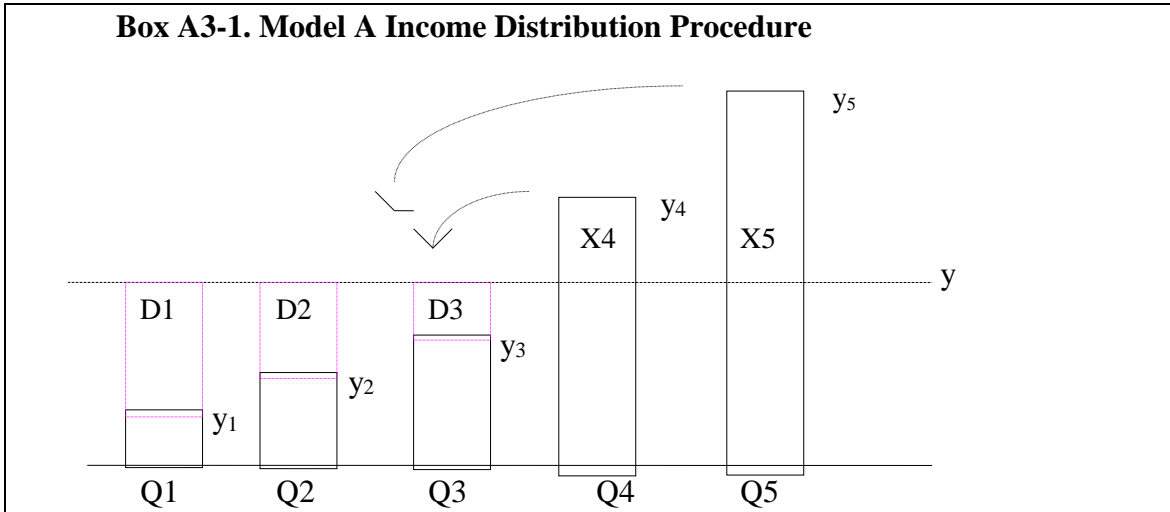 Box A3-1. Model A Income Distribution Procedure
y5
y4
X4 X5
y
D1 D2 D3
y3
y2
y1
Q1 Q2 Q3 Q4 Q5